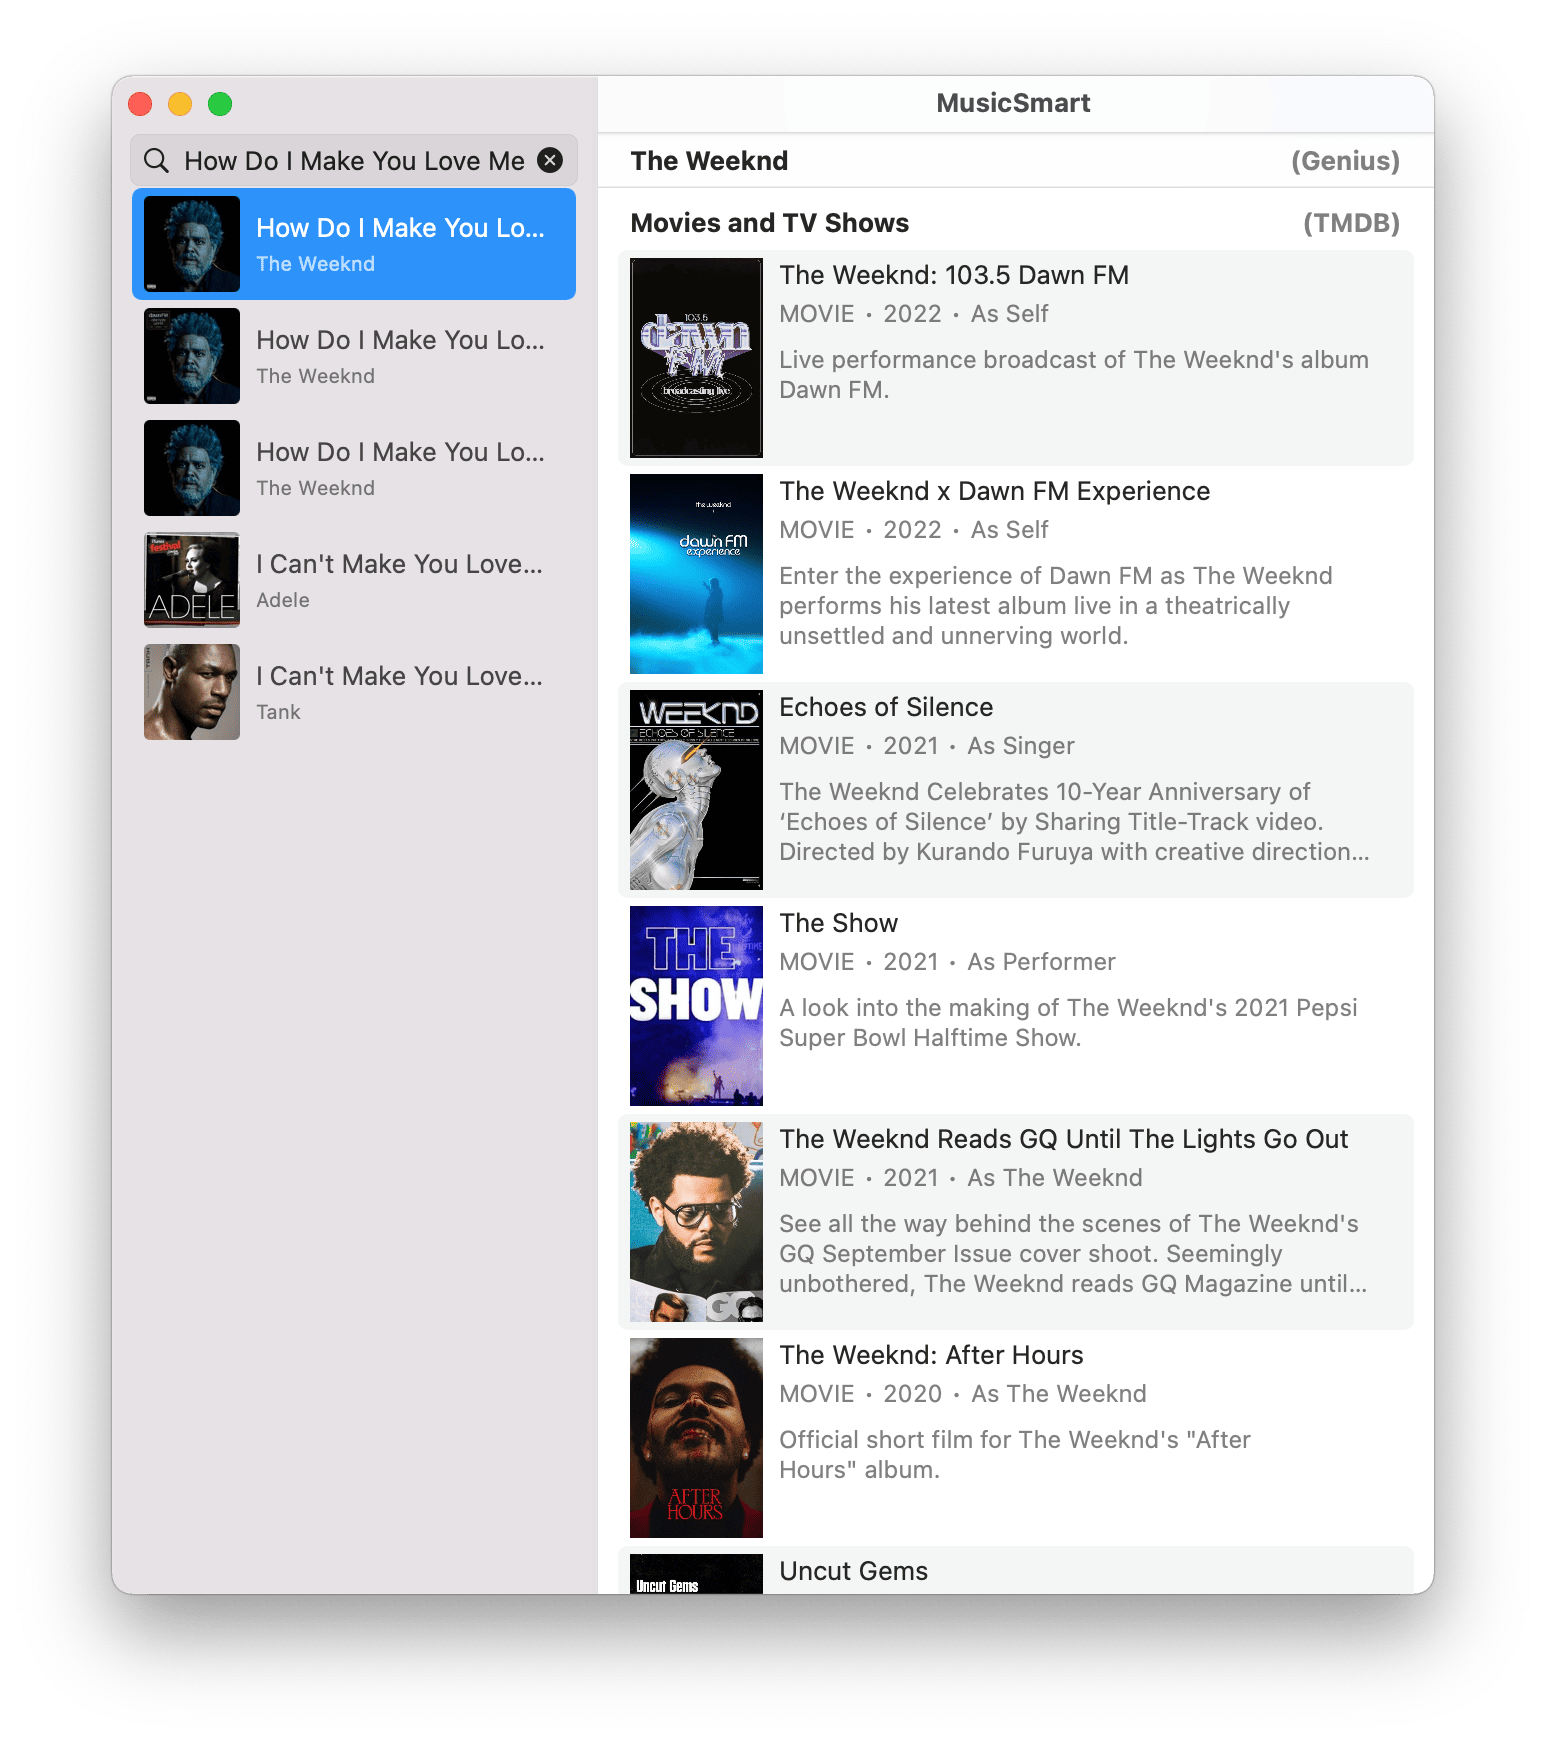 MusicSmart
How Do I Make You Love Me
How Do I Make You Lo...
The Weeknd
How Do I Make You Lo...
The Weeknd
How Do I Make You Lo...
The Weeknd
festival
ADELE
I Can't Make You Love...
Adele
TANK
I Can't Make You Love...
Tank
The Weeknd
(Genius)
Movies and TV Shows
(TMDB)
103.5
dawn
FM
broadcasting live
The Weeknd: 103.5 Dawn FM
MOVIE • 2022 • As Self
Live performance broadcast of The Weeknd's album
Dawn FM.
the weeknd
dawn FM
experience
The Weeknd x Dawn FM Experience
MOVIE • 2022 • As Self
Enter the experience of Dawn FM as The Weeknd
performs his latest album live in a theatrically
unsettled and unnerving world.
WEEKND
ECHOES OF SILENCE
Echoes of Silence
MOVIE • 2021 • As Singer
The Weeknd Celebrates 10-Year Anniversary of
‘Echoes of Silence’ by Sharing Title-Track video.
Directed by Kurando Furuya with creative direction...
THE
HALFTIME
SHOW
The Show
MOVIE • 2021 • As Performer
A look into the making of The Weeknd's 2021 Pepsi
Super Bowl Halftime Show.
GQ
The Weeknd Reads GQ Until The Lights Go Out
MOVIE • 2021 • As The Weeknd
See all the way behind the scenes of The Weeknd's
GQ September Issue cover shoot. Seemingly
unbothered, The Weeknd reads GQ Magazine until...
AFTER
HOURS
The Weeknd: After Hours
MOVIE • 2020 • As The Weeknd
Official short film for The Weeknd's "After
Hours" album.
Uncut Gems
Uncut Gems